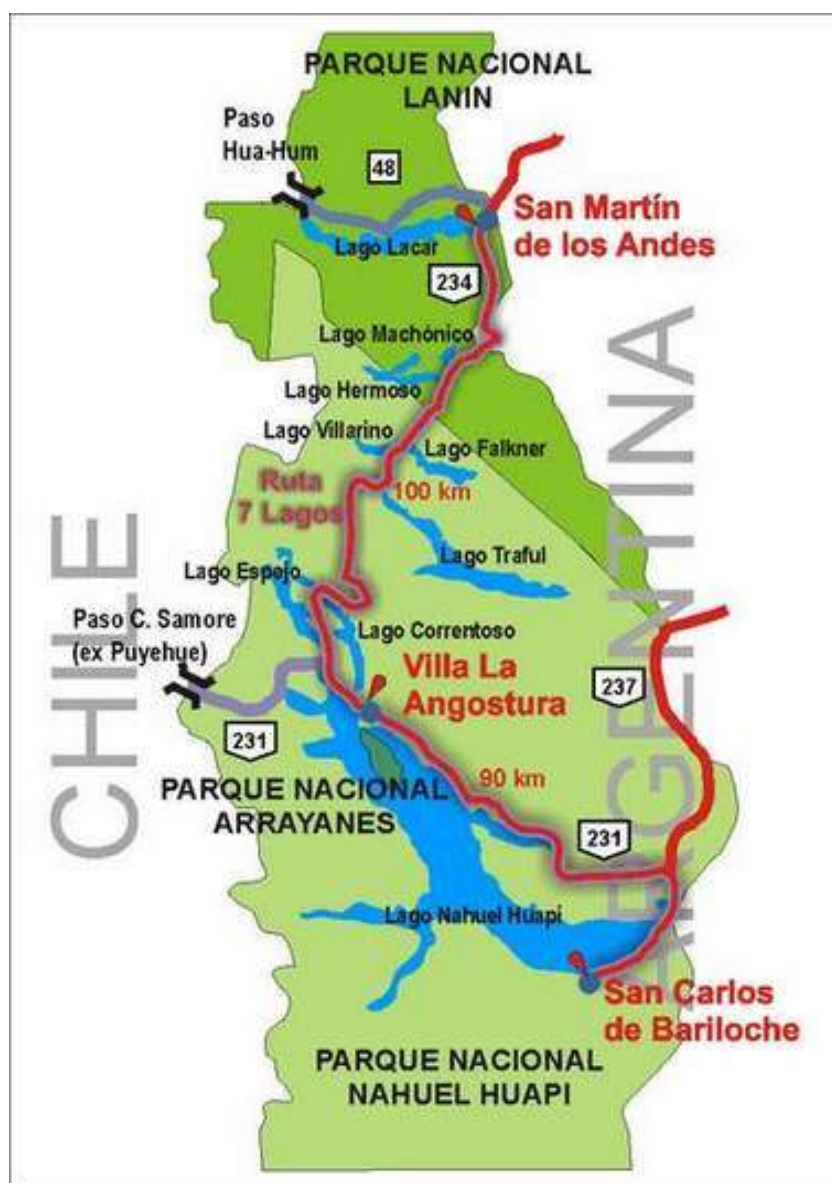 PARQUE NACIONAL
LANIN
Paso
Hua-Hum
48
San Martín
de los Andes
Lago Lacar
234
Lago Machónico
Lago Hermoso
Lago Villarino
Lago Falkner
Ruta
7 Lagos
100 km
Lago Traful
Lago Espejo
CHILE
ARGENTINA
Paso C. Samore
(ex Puyehue)
Lago Correntoso
Villa La
Angostura
237
231
90 km
PARQUE NACIONAL
ARRAYANES
231
Lago Nahuel Huapi
San Carlos
de Bariloche
PARQUE NACIONAL
NAHUEL HUAPI